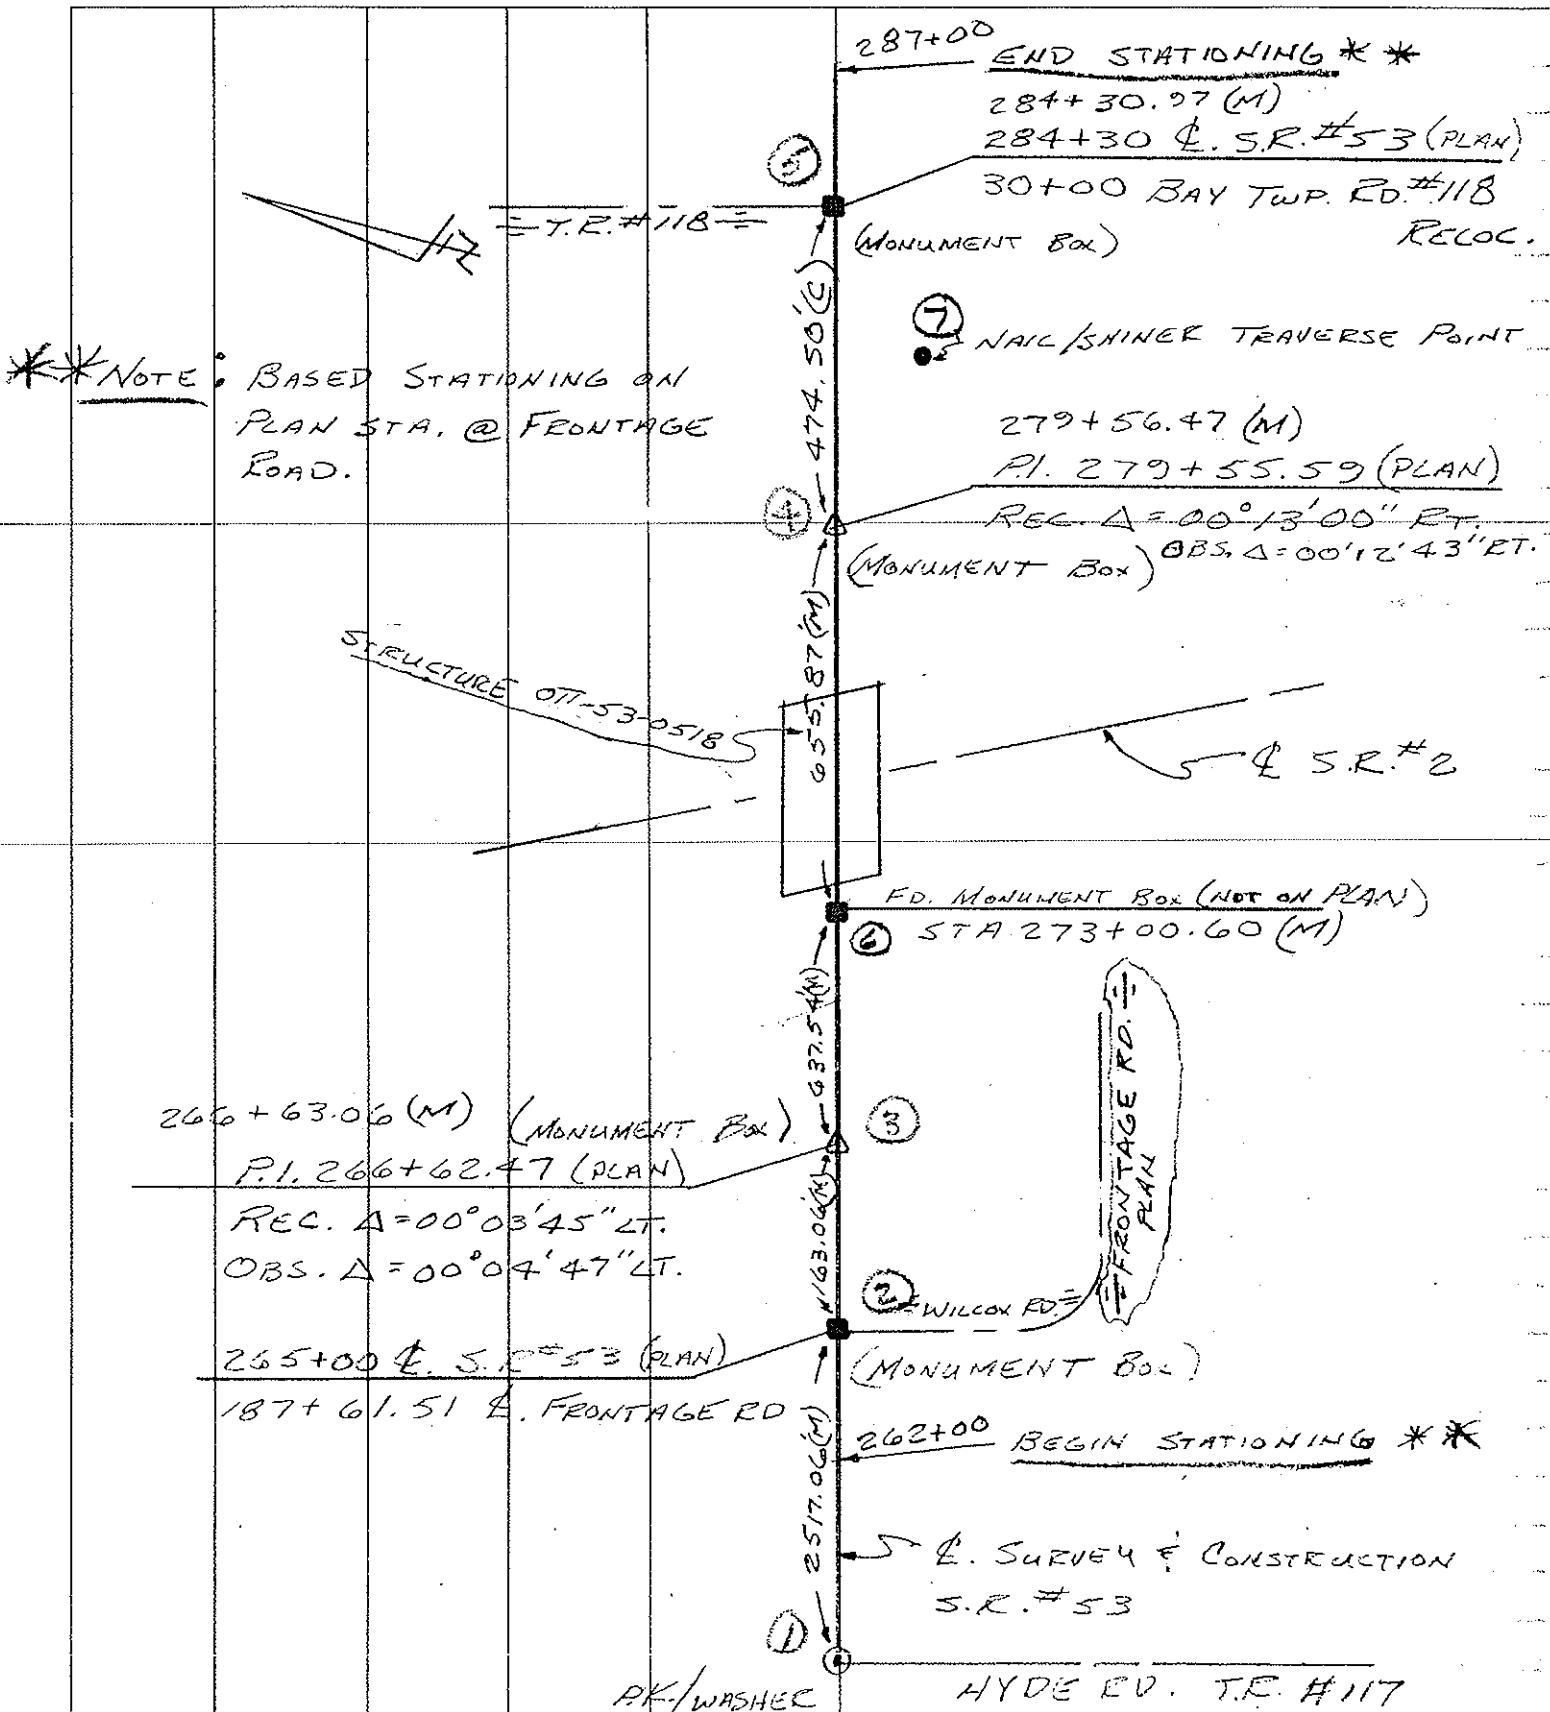 287+00
END STATIONING * *
284+30.97 (M)
284+30 ℄. S.R. #53 (PLAN)
30+00 BAY TWP. RD. #118
RELOC.
5
= T.R. #118 =
(MONUMENT BOX)
N
474.50' (C)
7
NAIL/SHINER TRAVERSE POINT
** NOTE: BASED STATIONING ON
PLAN STA. @ FRONTAGE
ROAD.
279+56.47 (M)
P.I. 279+55.59 (PLAN)
4
REC. Δ = 00°13'00" RT.
(MONUMENT BOX) OBS. Δ = 00'12'43" RT.
655.87' (M)
STRUCTURE OTT-53-0518
℄ S.R. #2
FD. MONUMENT BOX (NOT ON PLAN)
6 STA 273+00.60 (M)
637.54' (M)
= FRONTAGE RD. =
PLAN
266+63.06 (M) (MONUMENT BOX)
3
P.I. 266+62.47 (PLAN)
REC. Δ = 00°03'45" LT.
OBS. Δ = 00°04'47" LT.
163.06' (M)
2 = WILCOX RD. =
265+00 ℄. S.R. #53 (PLAN)
(MONUMENT BOX)
187+61.51 ℄. FRONTAGE RD
262+00 BEGIN STATIONING * *
2517.06' (M)
℄. SURVEY & CONSTRUCTION
S.R. #53
1
P.K./WASHER
HYDE RD. T.R. #117